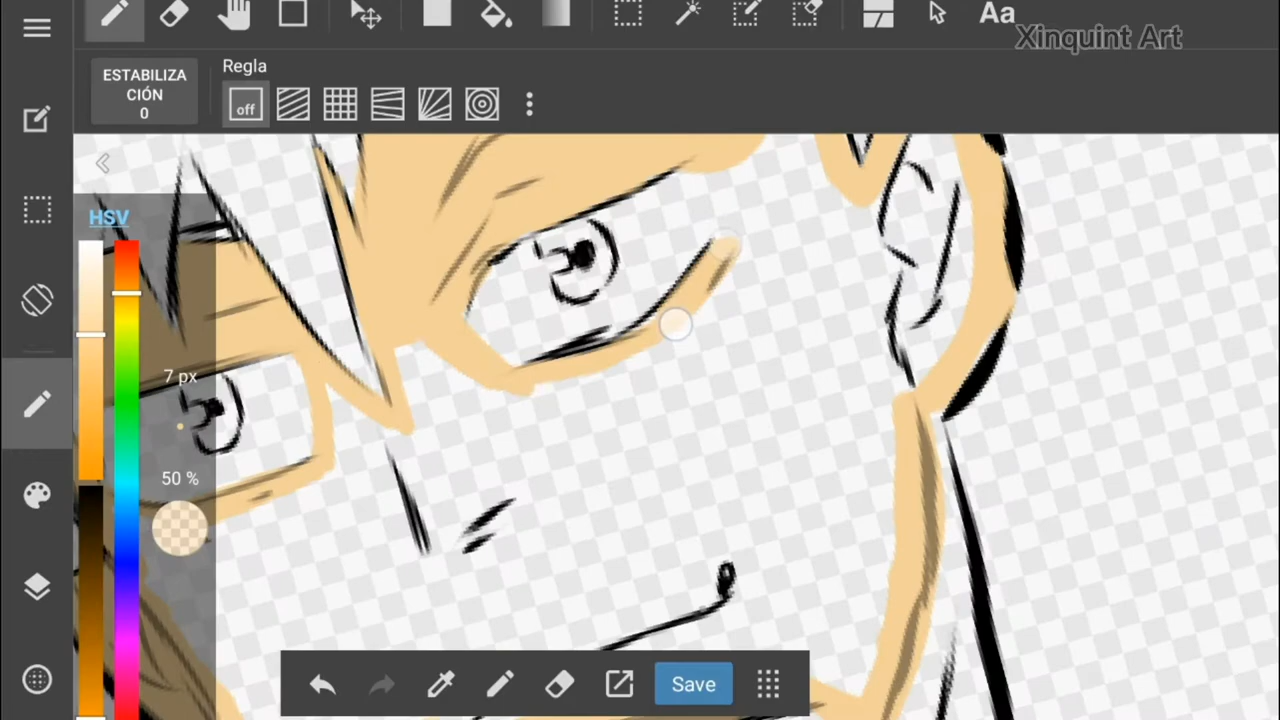 Aa
Xinquint Art
ESTABILIZA
CIÓN
0
Regla
off
HSV
7 px
50 %
Save